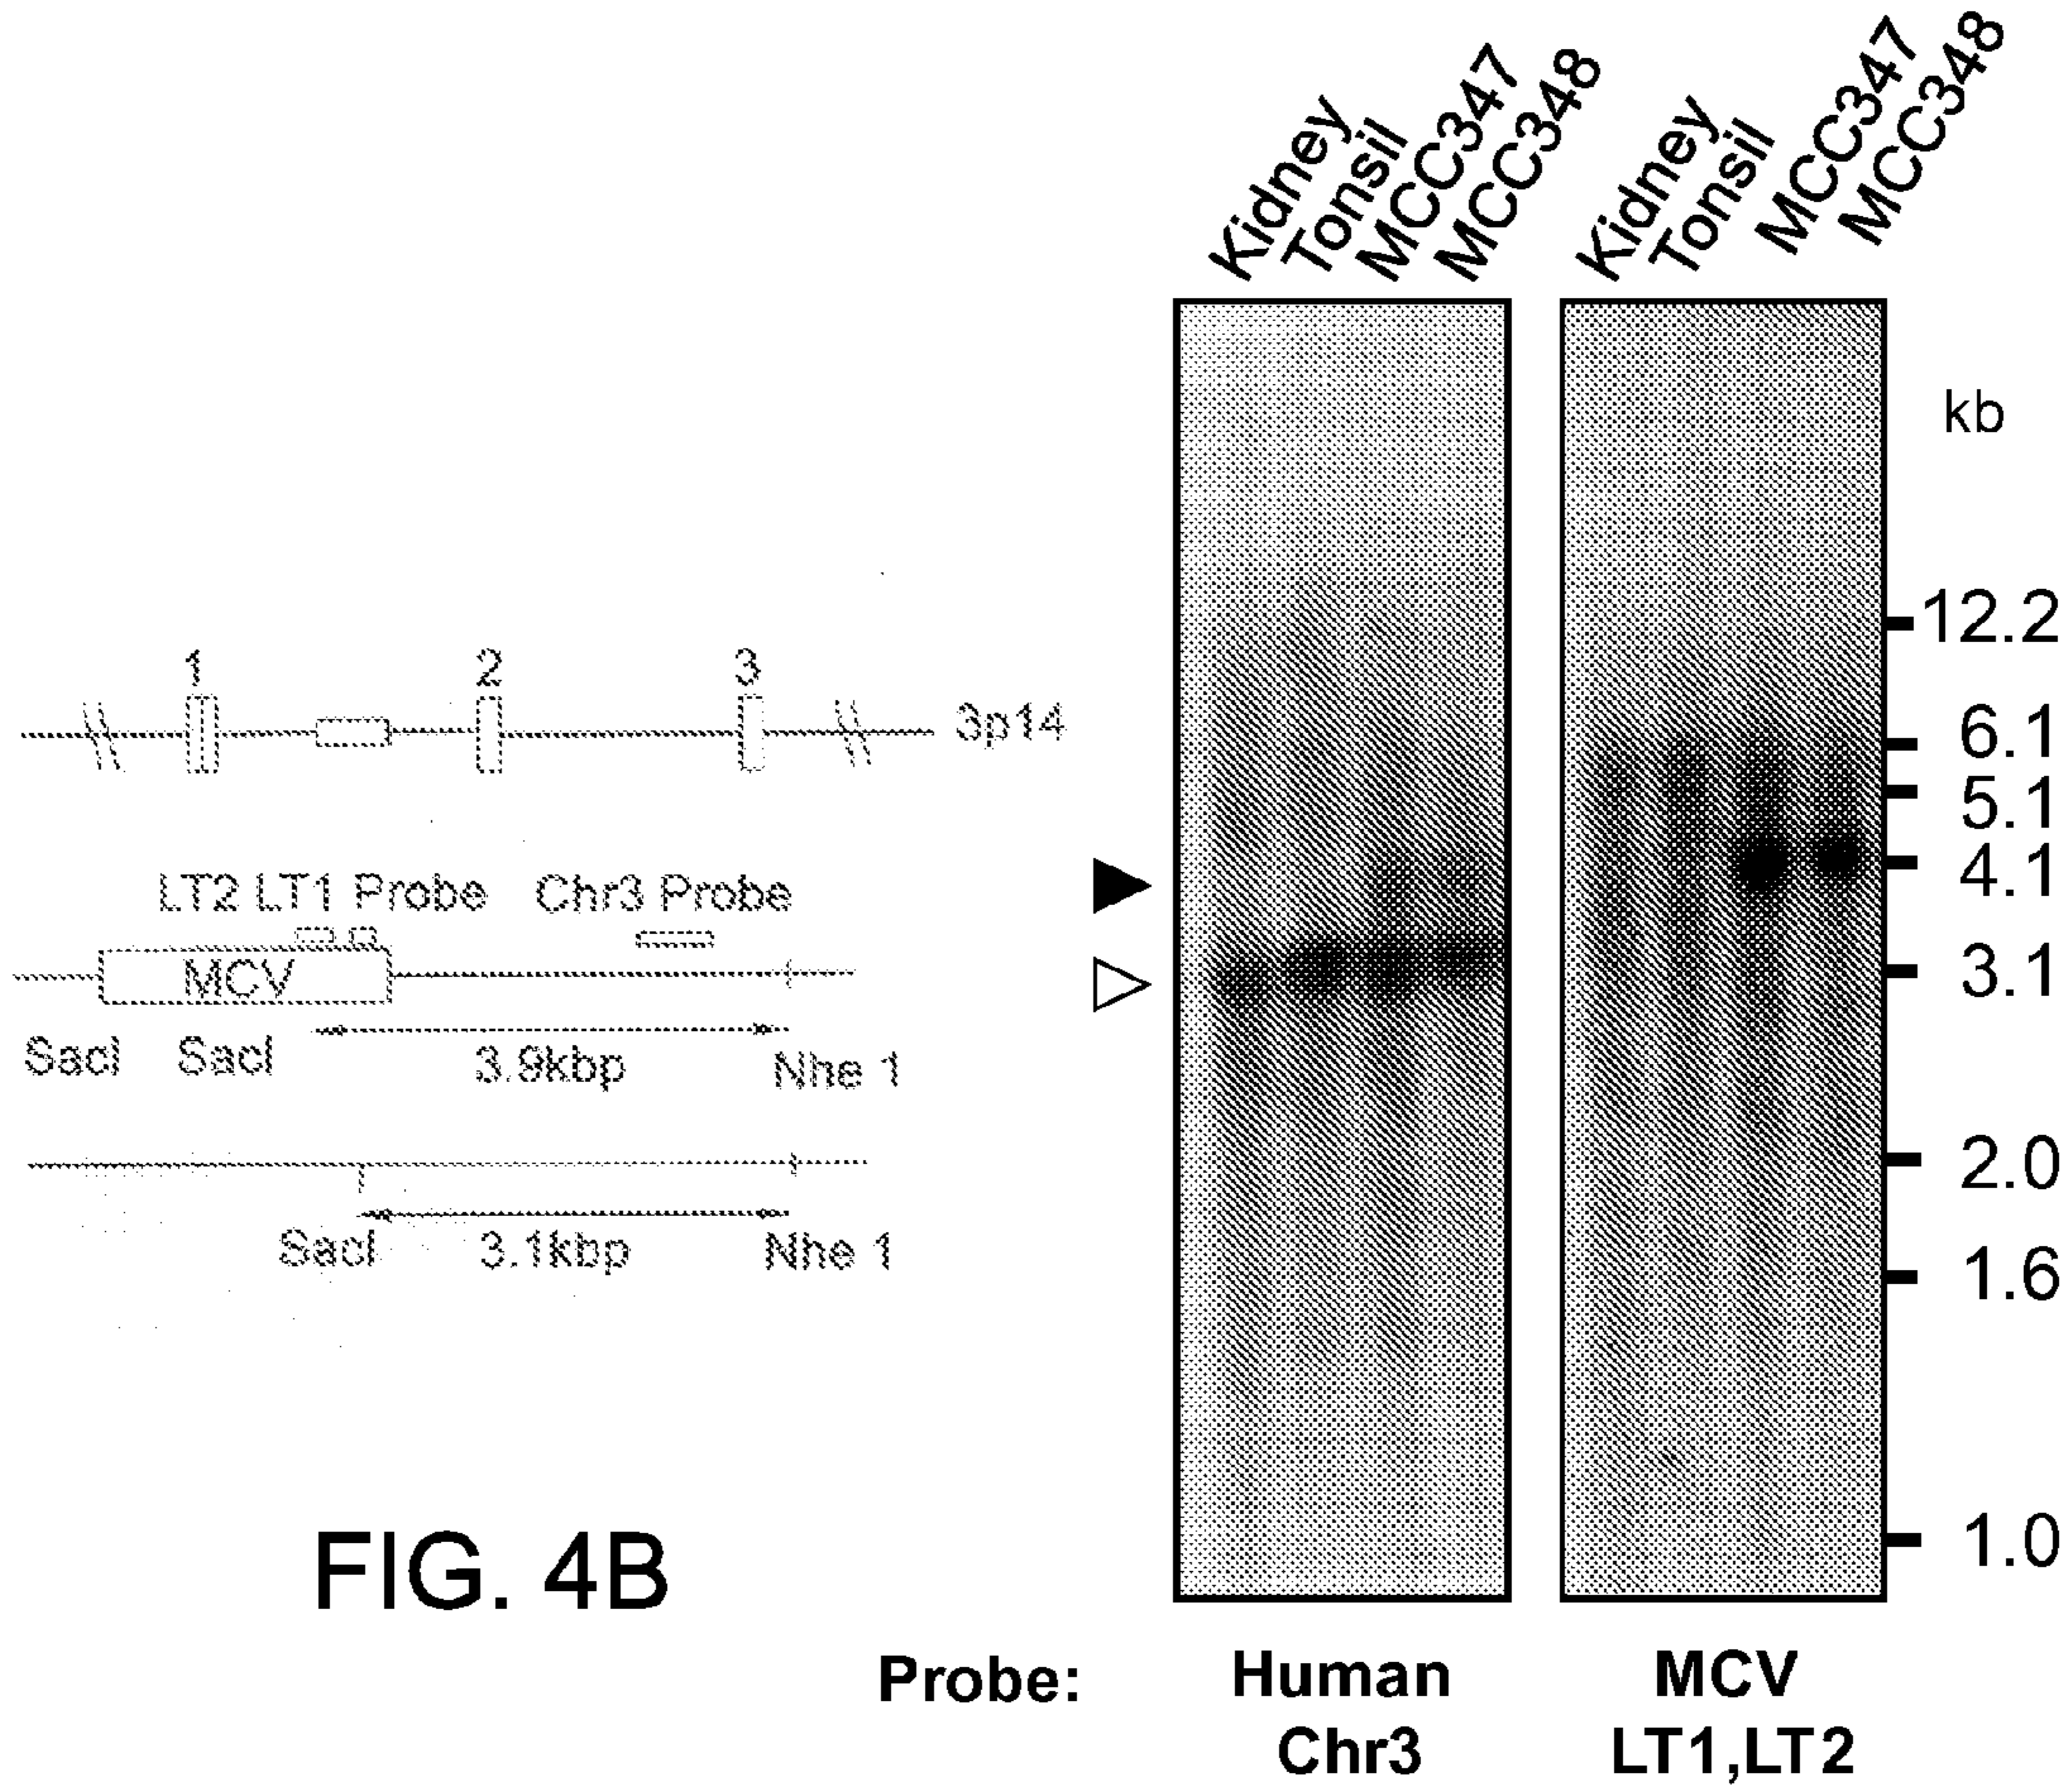 Kidney
Tonsil
MCC347
MCC348
Kidney
Tonsil
MCC347
MCC348
kb
12.2
6.1
5.1
4.1
3.1
2.0
1.6
1.0
1 2 3
3p14
LT2 LT1 Probe Chr3 Probe
MCV
SacI SacI 3.9kbp Nhe 1
SacI 3.1kbp Nhe 1
FIG. 4B
Probe: Human Chr3
MCV LT1,LT2